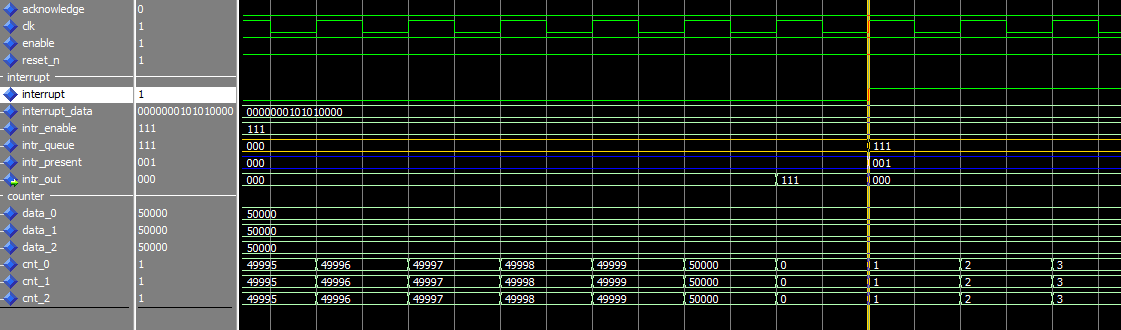 acknowledge 0
clk 1
enable 1
reset_n 1
interrupt
interrupt 1
interrupt_data 0000000101010000 0000000101010000
intr_enable 111 111
intr_queue 111 000 111
intr_present 001 000 001
intr_out 000 000 111 000
counter
data_0 50000 50000
data_1 50000 50000
data_2 50000 50000
cnt_0 1 49995 49996 49997 49998 49999 50000 0 1 2 3
cnt_1 1 49995 49996 49997 49998 49999 50000 0 1 2 3
cnt_2 1 49995 49996 49997 49998 49999 50000 0 1 2 3